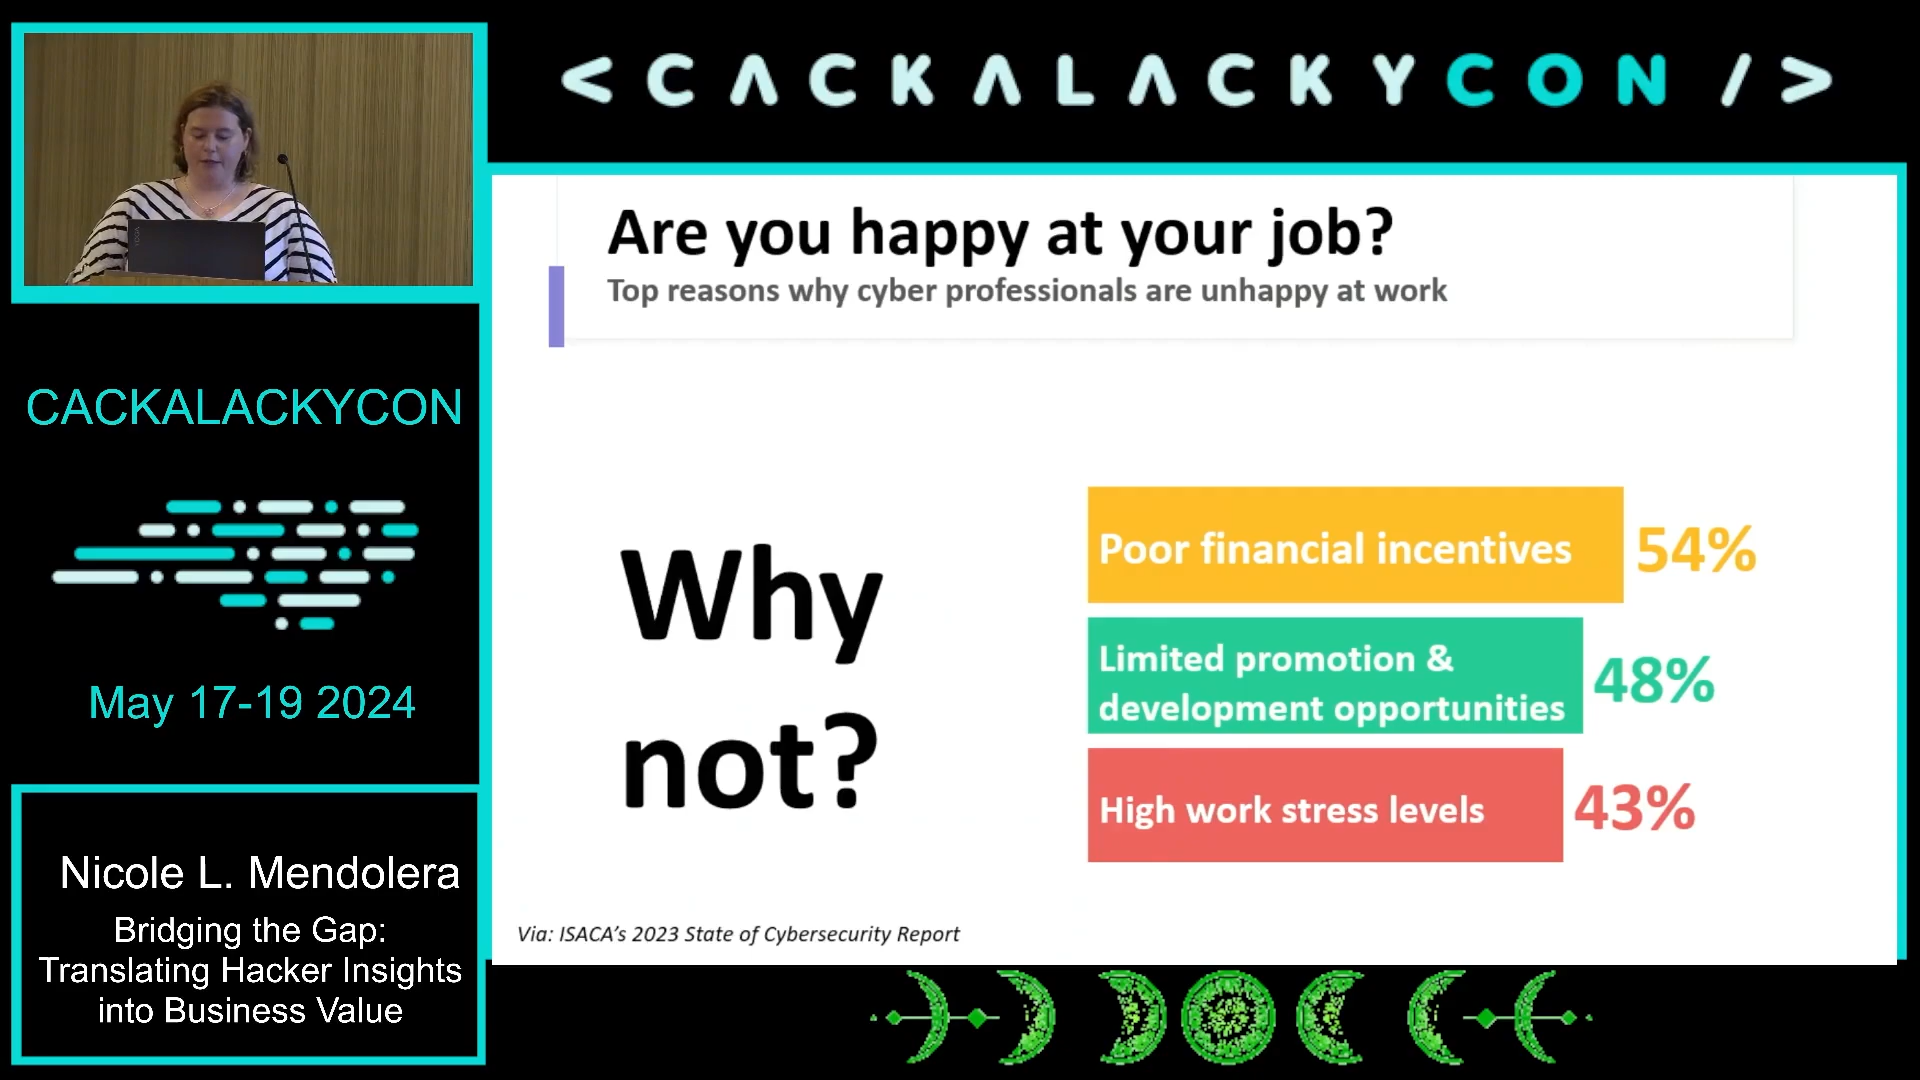 <CACKALACKYCON/>
Are you happy at your job?
Top reasons why cyber professionals are unhappy at work
Why
not?
Poor financial incentives 54%
Limited promotion &
development opportunities 48%
High work stress levels 43%
Via: ISACA's 2023 State of Cybersecurity Report
CACKALACKYCON
May 17-19 2024
Nicole L. Mendolera
Bridging the Gap:
Translating Hacker Insights
into Business Value